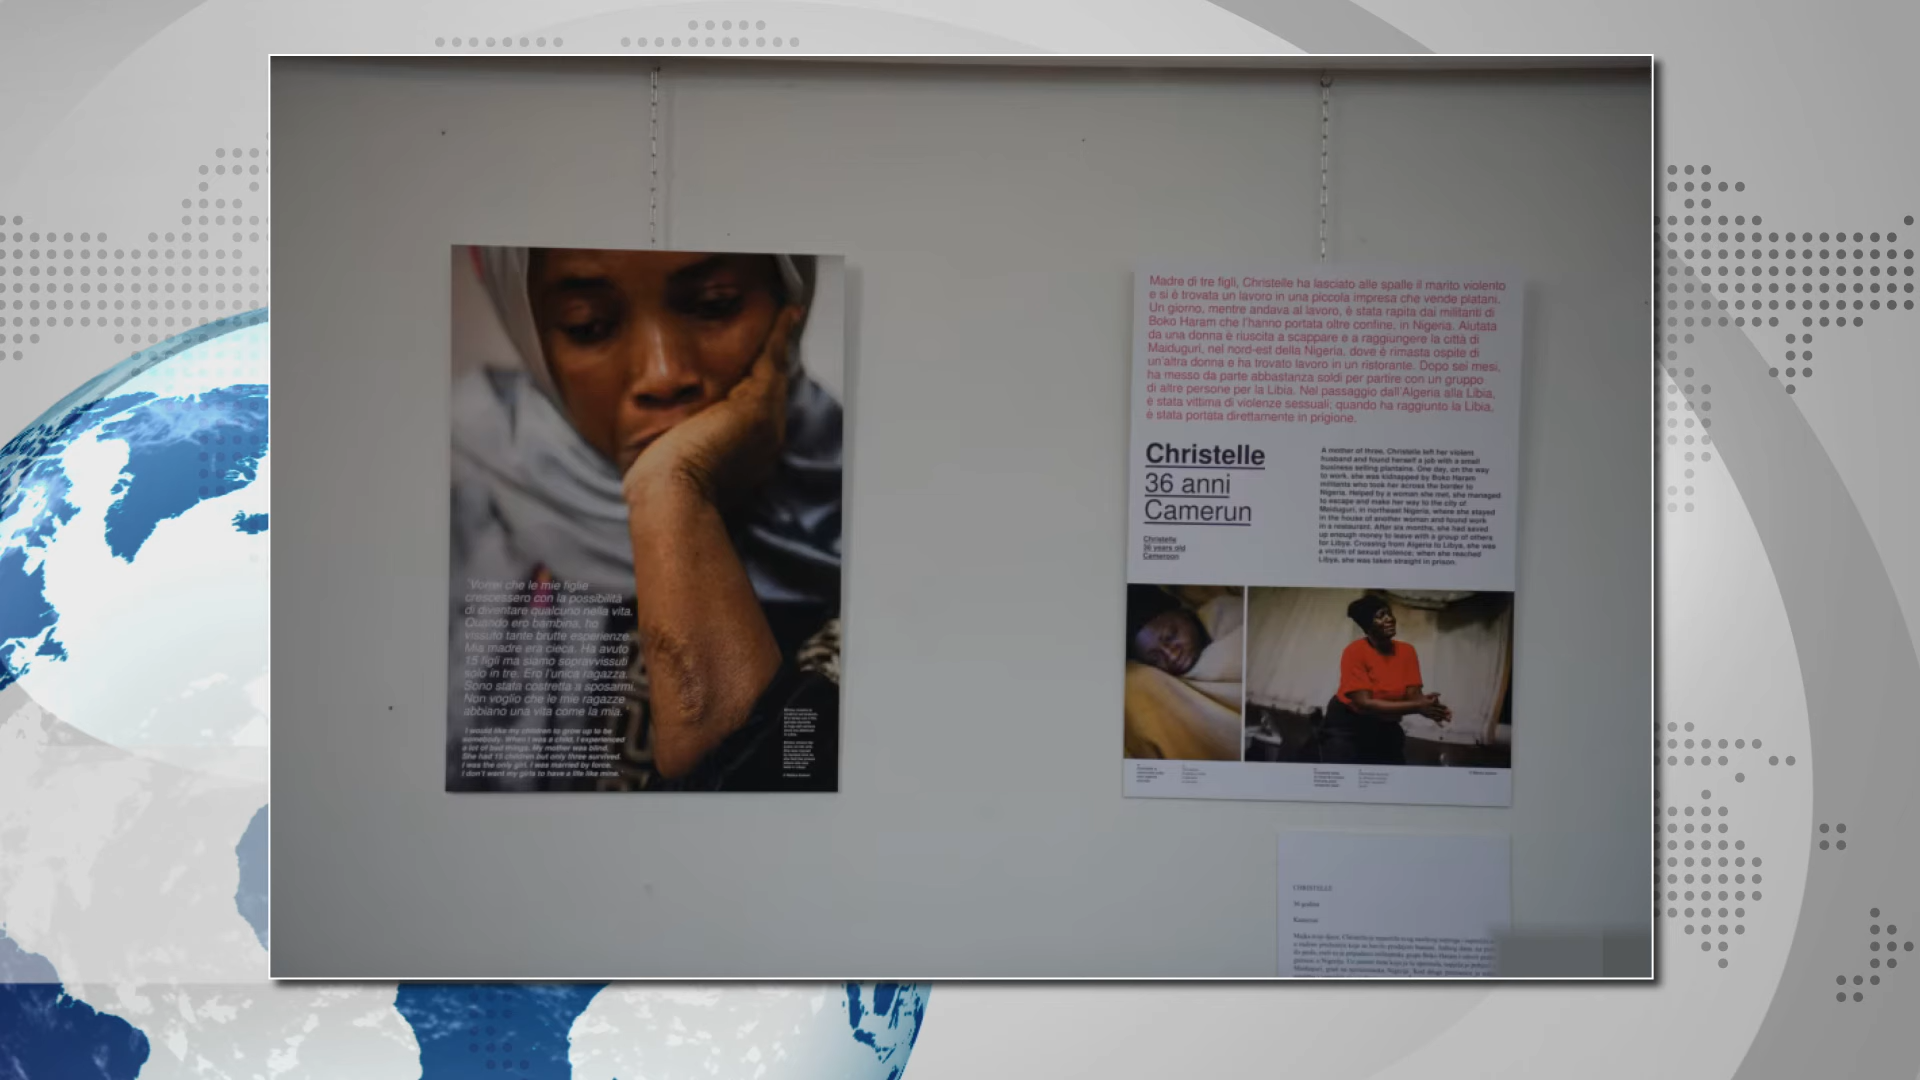 "Vorrei che le mie figlie
crescessero con la possibilità
di diventare qualcuno nella vita.
Quando ero bambina, ho
vissuto tante brutte esperienze.
Mia madre era cieca. Ha avuto
15 figli ma siamo sopravvissuti
solo in tre. Ero l'unica ragazza.
Sono stata costretta a sposarmi.
Non voglio che le mie ragazze
abbiano una vita come la mia."
"I would like my children to grow up to be
somebody. When I was a child, I experienced
a lot of bad things. My mother was blind.
She had 15 children but only three survived.
I was the only girl. I was married by force.
I don't want my girls to have a life like mine."
Madre di tre figli, Christelle ha lasciato alle spalle il marito violento
e si è trovata un lavoro in una piccola impresa che vende platani.
Un giorno, mentre andava al lavoro, è stata rapita dai militanti di
Boko Haram che l'hanno portata oltre confine, in Nigeria. Aiutata
da una donna è riuscita a scappare e a raggiungere la città di
Maiduguri, nel nord-est della Nigeria, dove è rimasta ospite di
un'altra donna e ha trovato lavoro in un ristorante. Dopo sei mesi,
ha messo da parte abbastanza soldi per partire con un gruppo
di altre persone per la Libia. Nel passaggio dall'Algeria alla Libia,
è stata vittima di violenze sessuali; quando ha raggiunto la Libia,
è stata portata direttamente in prigione.
Christelle
36 anni
Camerun
Christelle
36 years old
Cameroon
A mother of three, Christelle left her violent
husband and found herself a job with a small
business selling plantains. One day, on the way
to work, she was kidnapped by Boko Haram
militants who took her across the border to
Nigeria. Helped by a woman she met, she managed
to escape and make her way to the city of
Maiduguri, in northeast Nigeria, where she stayed
in the house of another woman and found work
in a restaurant. After six months, she had saved
up enough money to leave with a group of others
for Libya. Crossing from Algeria to Libya, she was
a victim of sexual violence; when she reached
Libya, she was taken straight in prison.
CHRISTELLE
36 godina
Kamerun